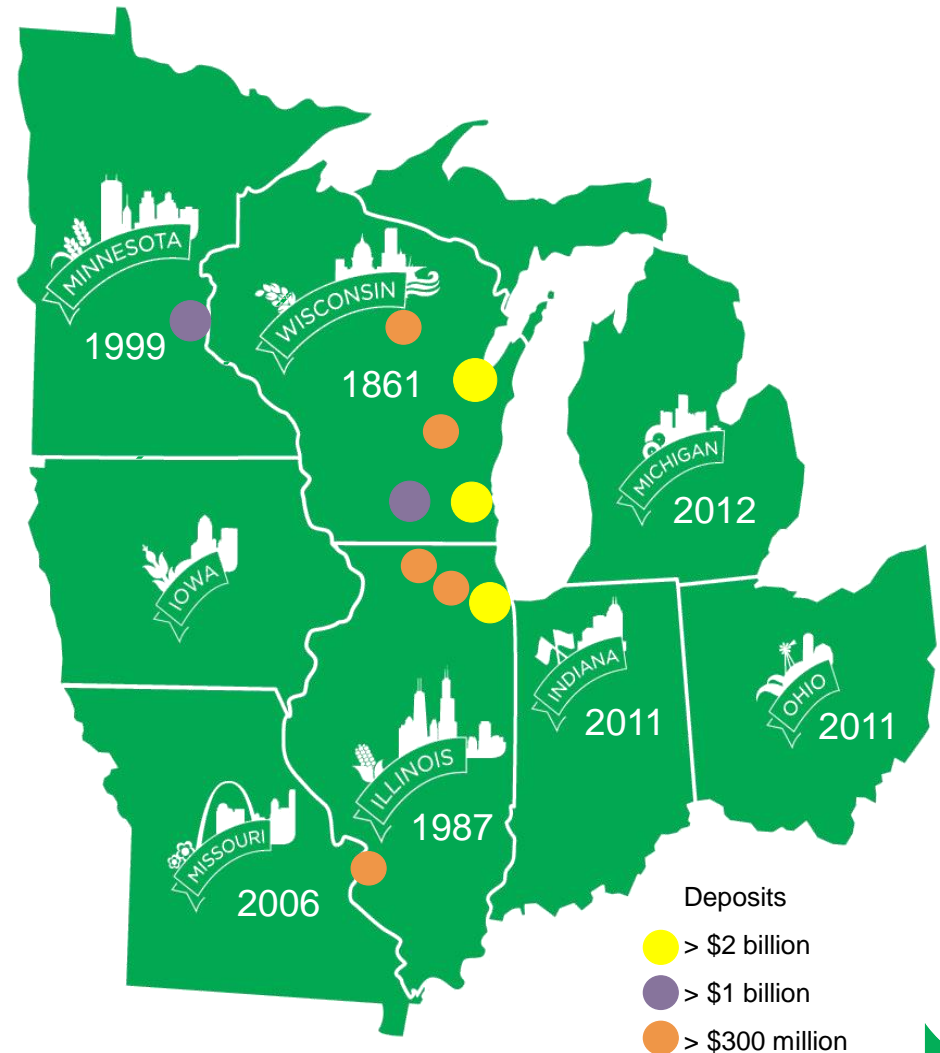 MINNESOTA
1999
WISCONSIN
1861
MICHIGAN
2012
IOWA
INDIANA
2011
OHIO
2011
ILLINOIS
1987
MISSOURI
2006
Deposits
> $2 billion
> $1 billion
> $300 million